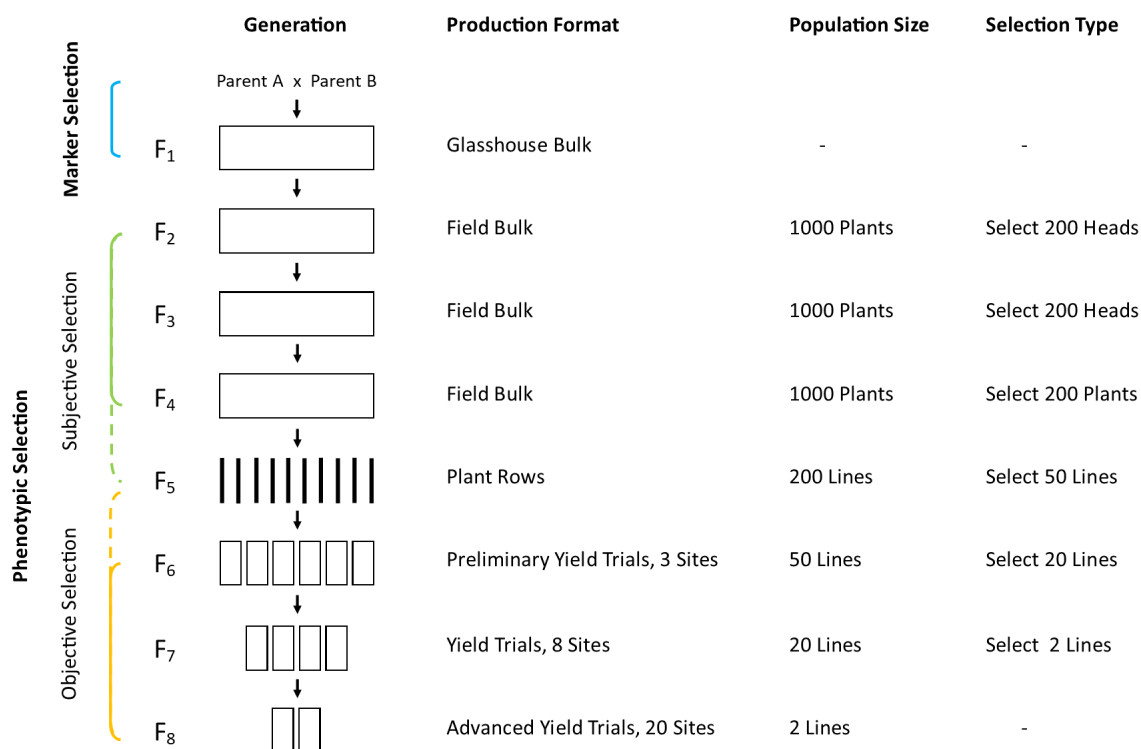 Generation Production Format Population Size Selection Type
Marker Selection
Parent A x Parent B
F1 Glasshouse Bulk - -
Phenotypic Selection
Subjective Selection
F2 Field Bulk 1000 Plants Select 200 Heads
F3 Field Bulk 1000 Plants Select 200 Heads
F4 Field Bulk 1000 Plants Select 200 Plants
F5 Plant Rows 200 Lines Select 50 Lines
Objective Selection
F6 Preliminary Yield Trials, 3 Sites 50 Lines Select 20 Lines
F7 Yield Trials, 8 Sites 20 Lines Select 2 Lines
F8 Advanced Yield Trials, 20 Sites 2 Lines -